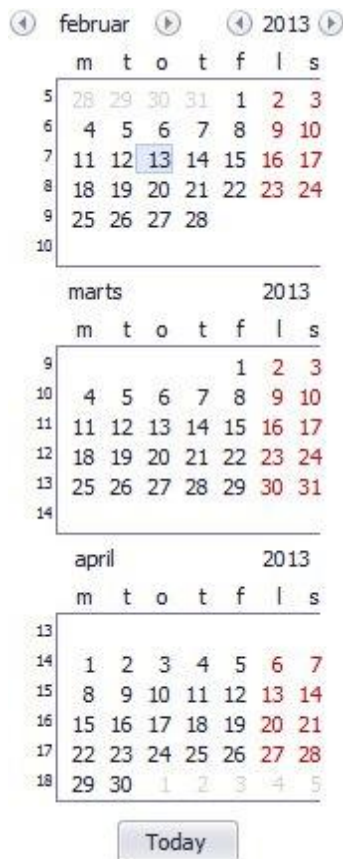 februar 2013
m t o t f l s
5 28 29 30 31 1 2 3
6 4 5 6 7 8 9 10
7 11 12 13 14 15 16 17
8 18 19 20 21 22 23 24
9 25 26 27 28
10
marts 2013
m t o t f l s
9 1 2 3
10 4 5 6 7 8 9 10
11 11 12 13 14 15 16 17
12 18 19 20 21 22 23 24
13 25 26 27 28 29 30 31
14
april 2013
m t o t f l s
13
14 1 2 3 4 5 6 7
15 8 9 10 11 12 13 14
16 15 16 17 18 19 20 21
17 22 23 24 25 26 27 28
18 29 30 1 2 3 4 5
Today